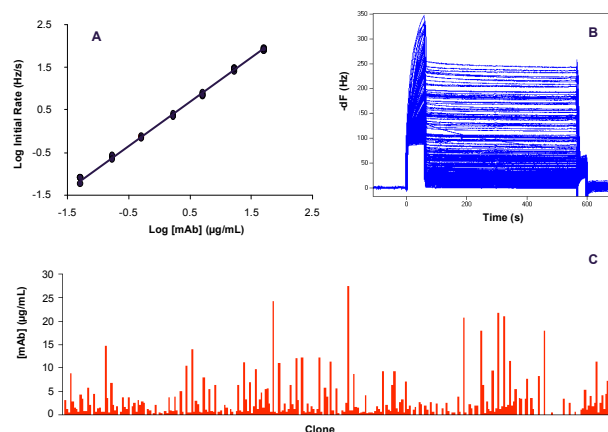 A
Log Initial Rate (Hz/s)
2.5
1.5
0.5
-0.5
-1.5
-1.5 -0.5 0.5 1.5 2.5
Log [mAb] (µg/mL)
B
-dF (Hz)
350
300
250
200
150
100
50
0
0 200 400 600
Time (s)
C
[mAb] (µg/mL)
30
25
20
15
10
5
0
Clone